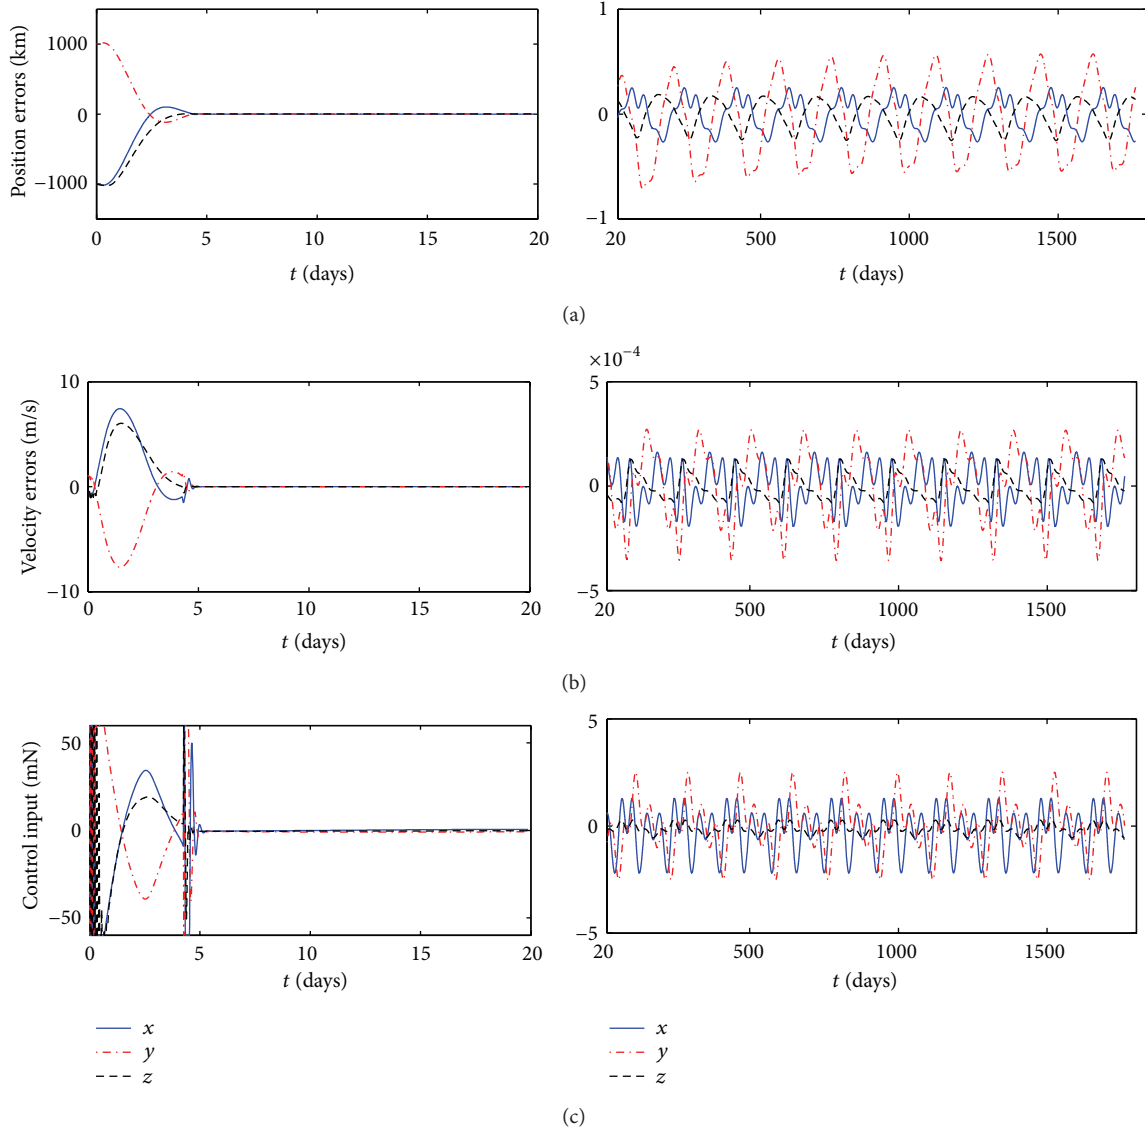 Position errors (km)
1000
0
−1000
0 5 10 15 20
t (days)
1
0
−1
20 500 1000 1500
t (days)
(a)
Velocity errors (m/s)
10
0
−10
0 5 10 15 20
t (days)
×10−4
5
0
−5
20 500 1000 1500
t (days)
(b)
Control input (mN)
50
0
−50
0 5 10 15 20
t (days)
5
0
−5
20 500 1000 1500
t (days)
x
y
z
x
y
z
(c)